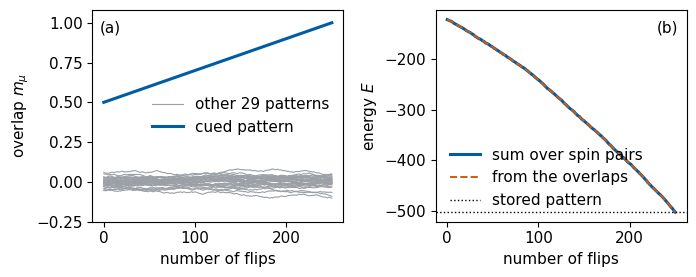 (a)
overlap mμ
1.00
0.75
0.50
0.25
0.00
−0.25
other 29 patterns
cued pattern
0
100
200
number of flips
(b)
energy E
−200
−300
−400
−500
sum over spin pairs
from the overlaps
stored pattern
0
100
200
number of flips